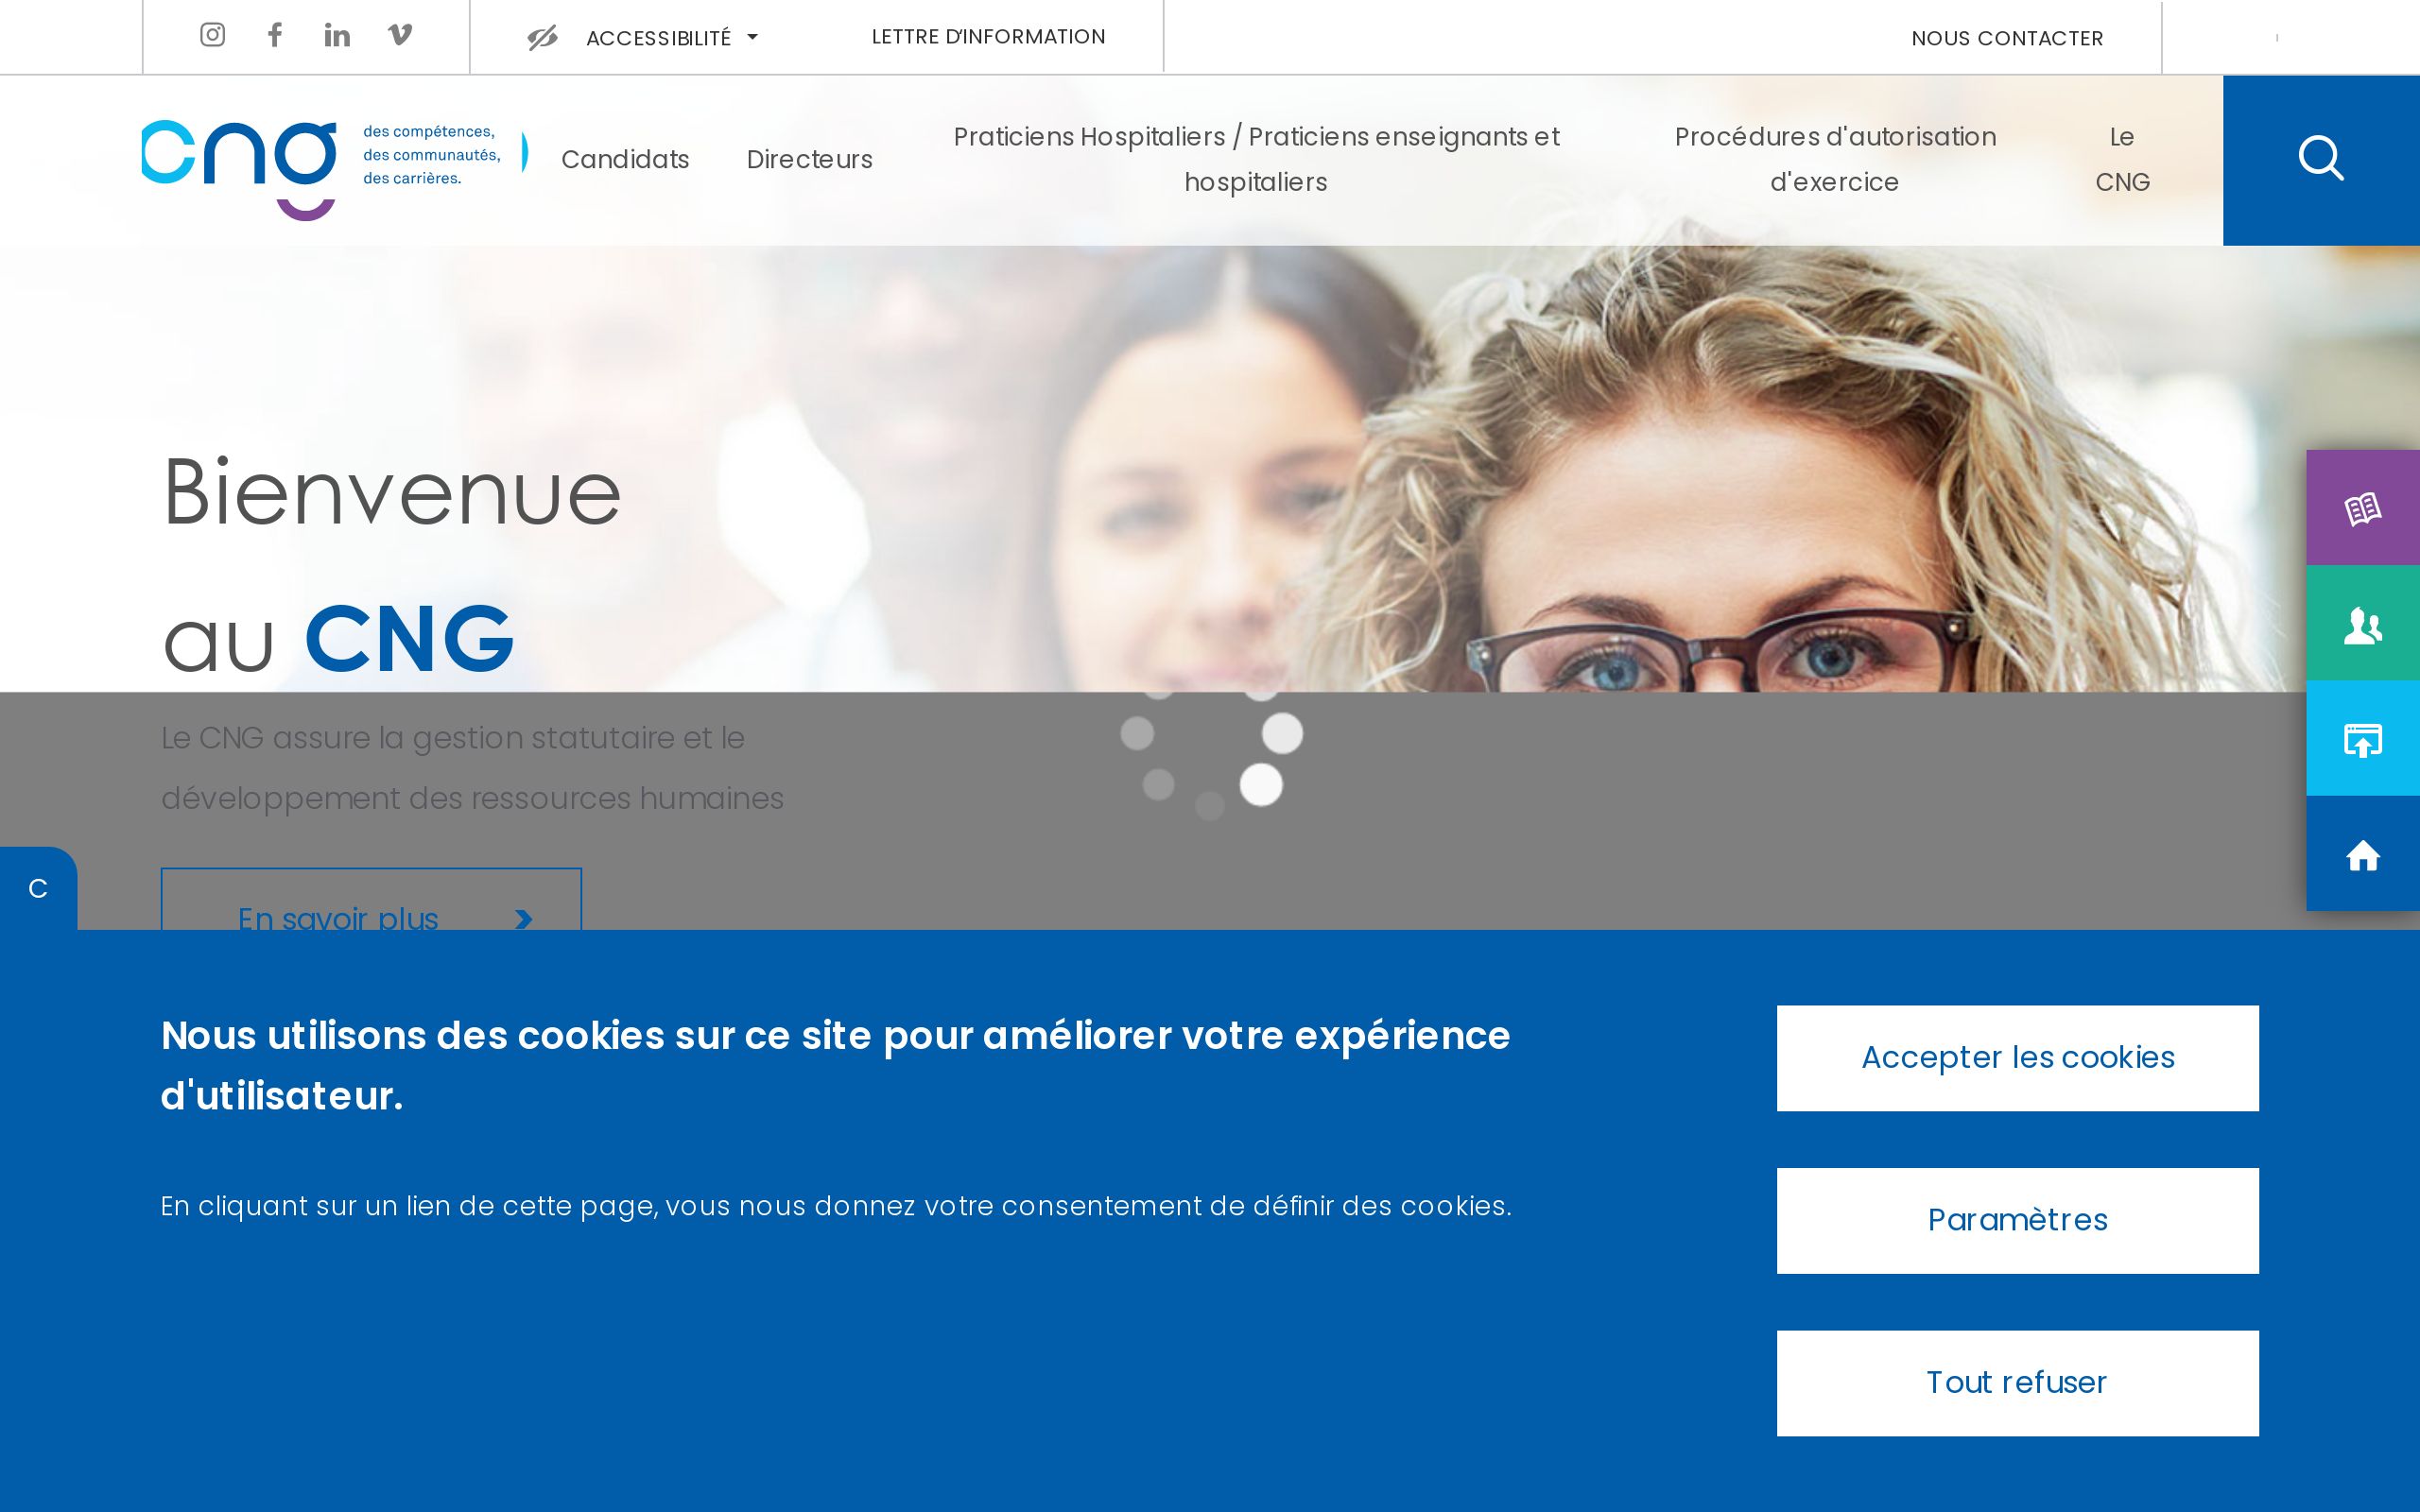 ACCESSIBILITÉ
LETTRE D'INFORMATION
NOUS CONTACTER
cng
des compétences,
des communautés,
des carrières.
Candidats
Directeurs
Praticiens Hospitaliers / Praticiens enseignants et
hospitaliers
Procédures d'autorisation
d'exercice
Le
CNG
Bienvenue
au CNG
Le CNG assure la gestion statutaire et le
développement des ressources humaines
C
En savoir plus
Nous utilisons des cookies sur ce site pour améliorer votre expérience
d'utilisateur.
En cliquant sur un lien de cette page, vous nous donnez votre consentement de définir des cookies.
Accepter les cookies
Paramètres
Tout refuser